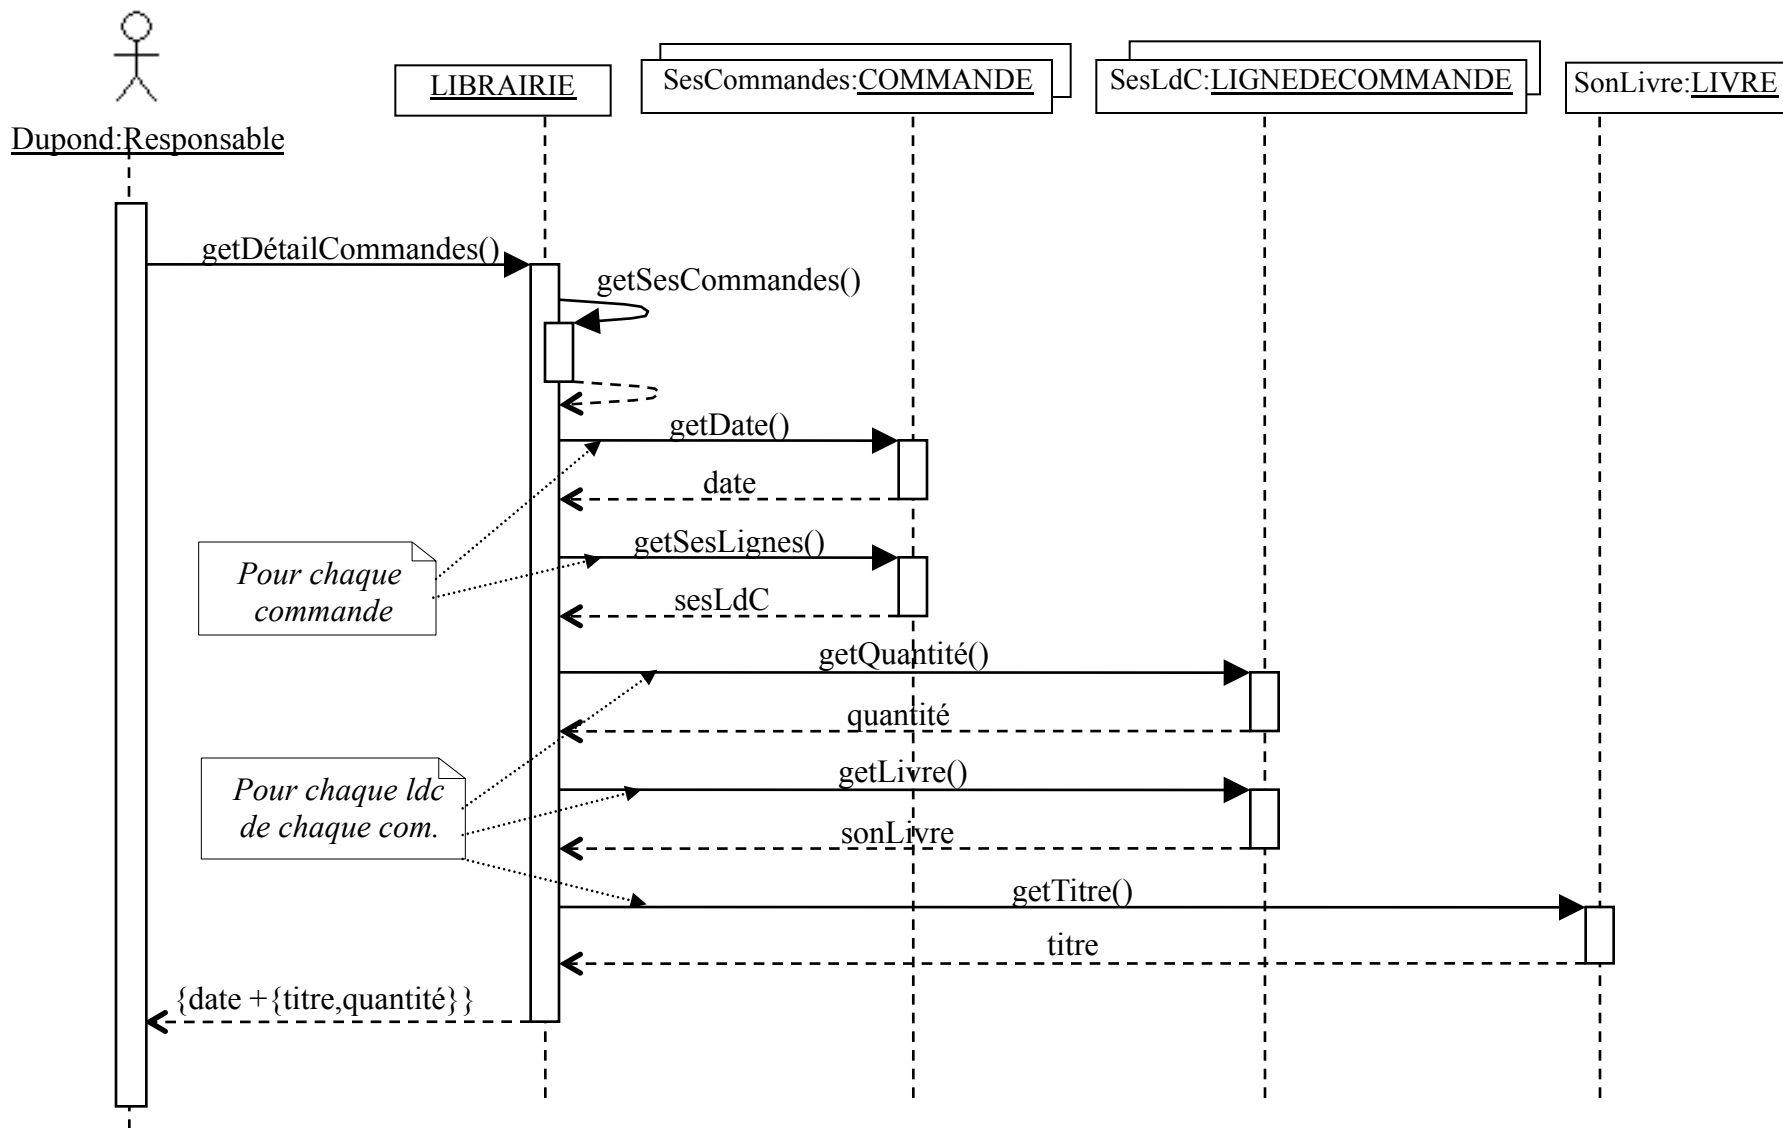 LIBRAIRIE
SesCommandes:COMMANDE
SesLdC:LIGNEDECOMMANDE
SonLivre:LIVRE
Dupond:Responsable
getDétailCommandes()
getSesCommandes()
getDate()
date
getSesLignes()
Pour chaque
commande
sesLdC
getQuantité()
quantité
getLivre()
Pour chaque ldc
de chaque com.
sonLivre
getTitre()
titre
{date +{titre,quantité}}